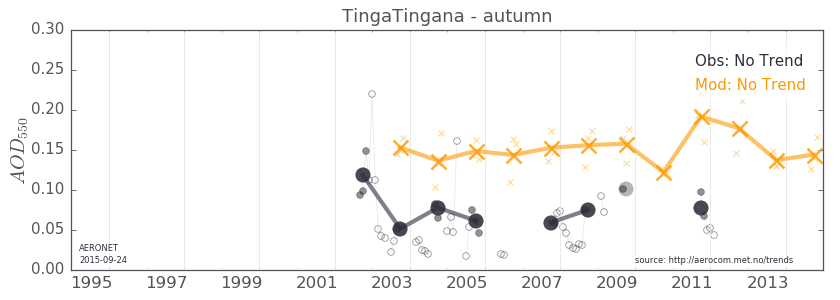 TingaTingana - autumn
0.30
0.25
0.20
0.15
0.10
0.05
0.00
AOD550
Obs: No Trend
Mod: No Trend
AERONET
2015-09-24
source: http://aerocom.met.no/trends
1995 1997 1999 2001 2003 2005 2007 2009 2011 2013